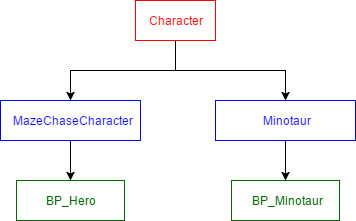 Character
MazeChaseCharacter
Minotaur
BP_Hero
BP_Minotaur